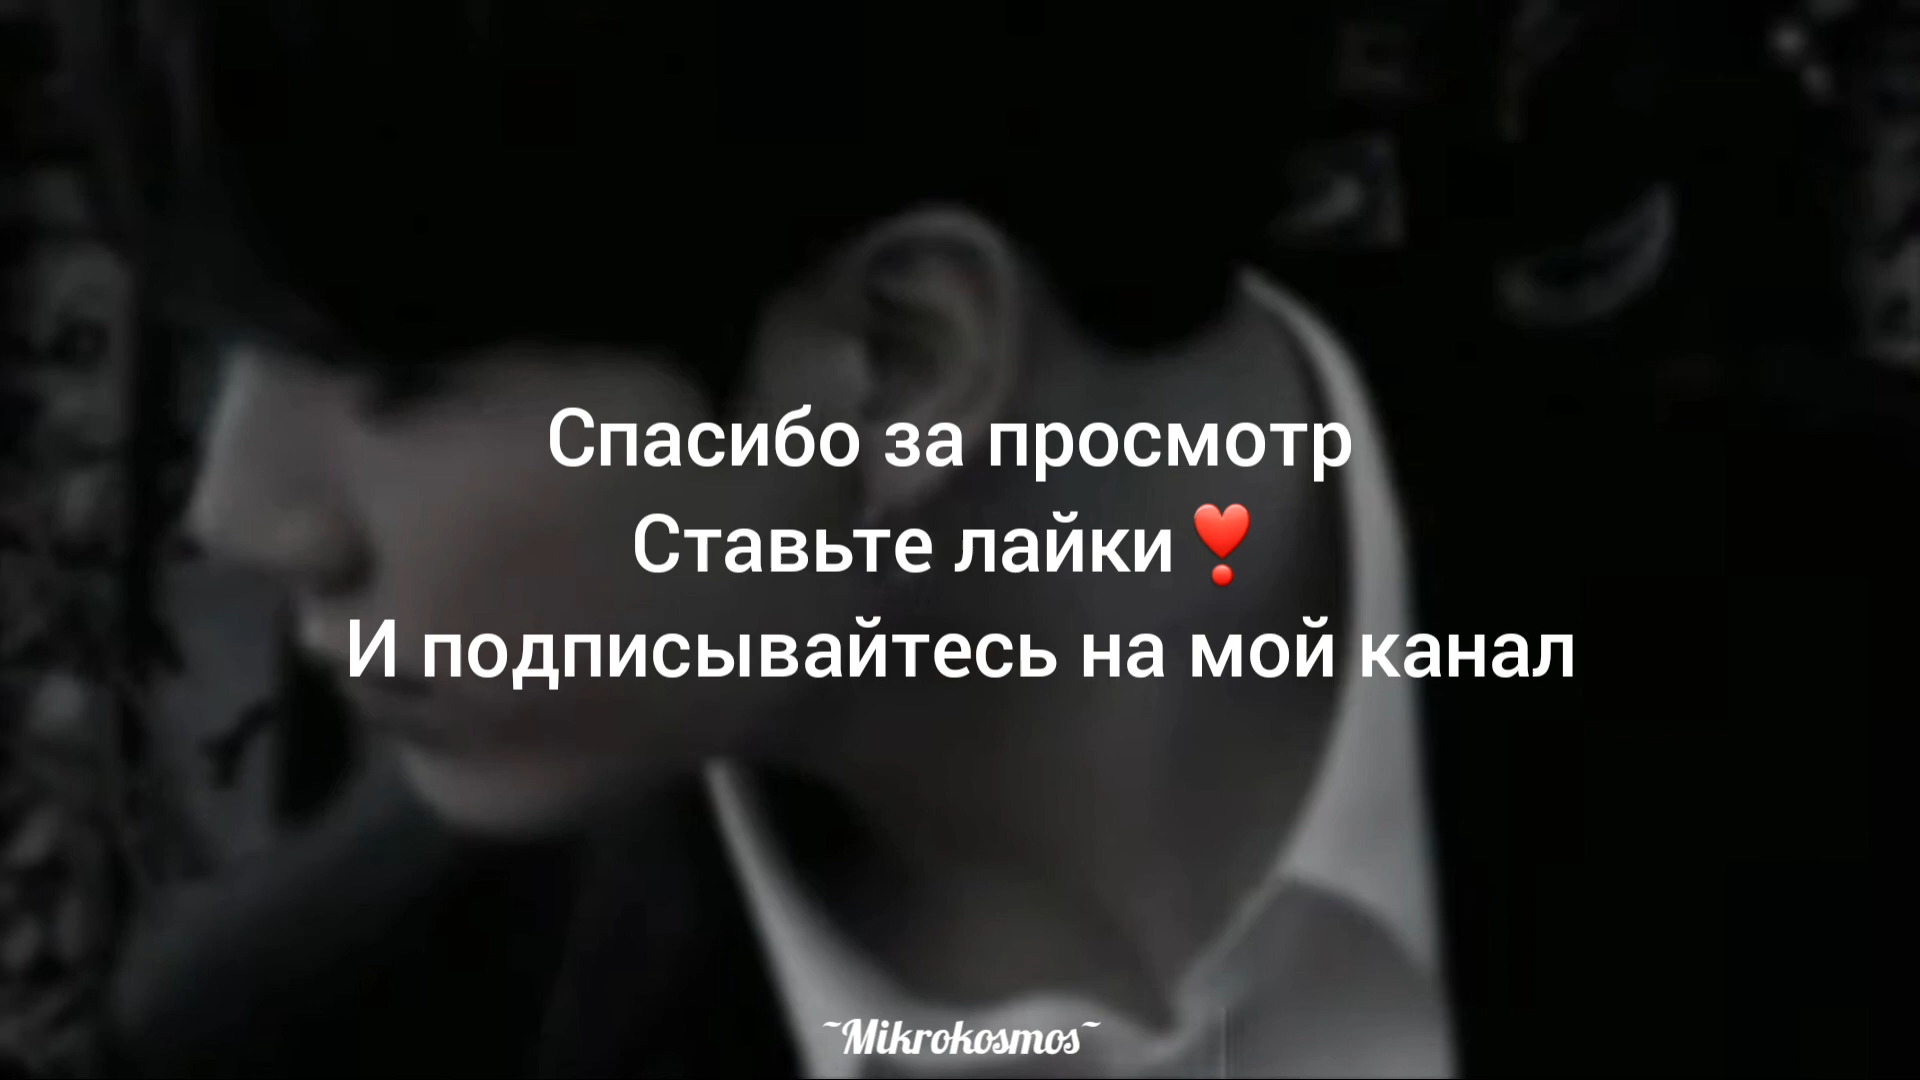 Спасибо за просмотр
Ставьте лайки❣️
И подписывайтесь на мой канал
~Mikrokosmos~